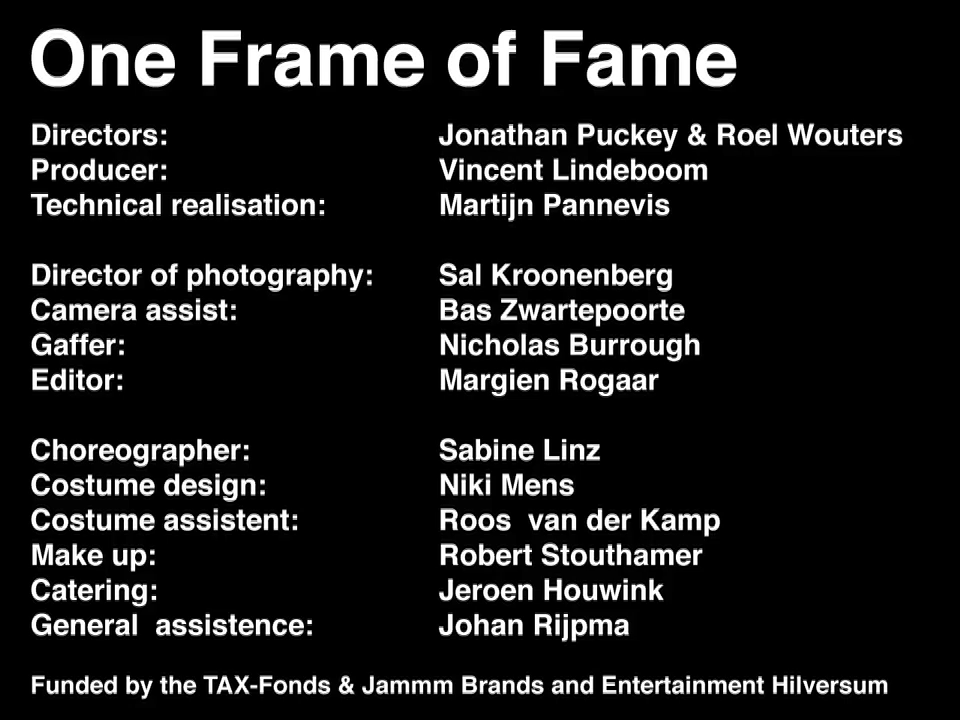 One Frame of Fame
Directors: Jonathan Puckey & Roel Wouters
Producer: Vincent Lindeboom
Technical realisation: Martijn Pannevis
Director of photography: Sal Kroonenberg
Camera assist: Bas Zwartepoorte
Gaffer: Nicholas Burrough
Editor: Margien Rogaar
Choreographer: Sabine Linz
Costume design: Niki Mens
Costume assistent: Roos van der Kamp
Make up: Robert Stouthamer
Catering: Jeroen Houwink
General assistence: Johan Rijpma
Funded by the TAX-Fonds & Jammm Brands and Entertainment Hilversum